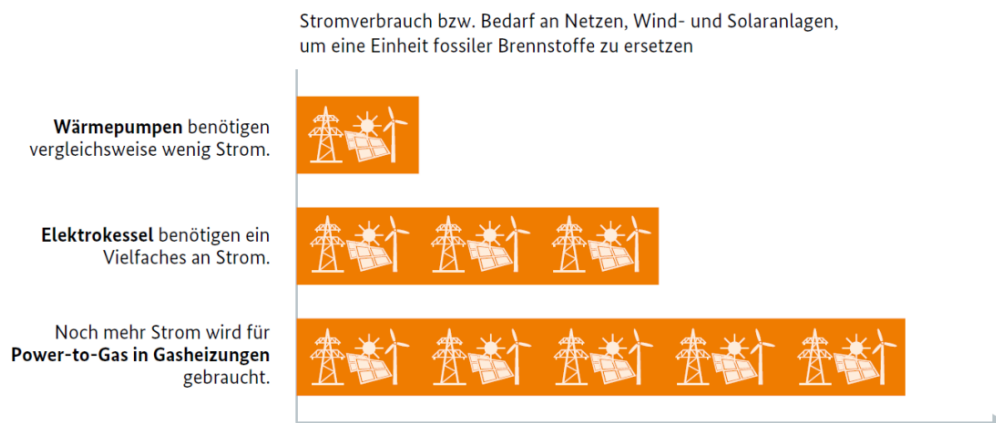 Stromverbrauch bzw. Bedarf an Netzen, Wind- und Solaranlagen,
um eine Einheit fossiler Brennstoffe zu ersetzen
Wärmepumpen benötigen
vergleichsweise wenig Strom.
Elektrokessel benötigen ein
Vielfaches an Strom.
Noch mehr Strom wird für
Power-to-Gas in Gasheizungen
gebraucht.